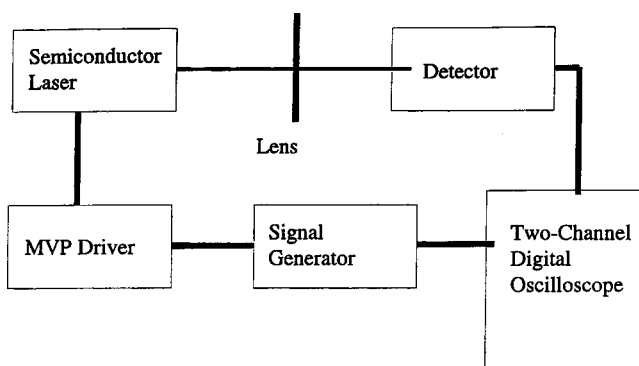 Semiconductor
Laser
Detector
Lens
MVP Driver
Signal
Generator
Two-Channel
Digital
Oscilloscope